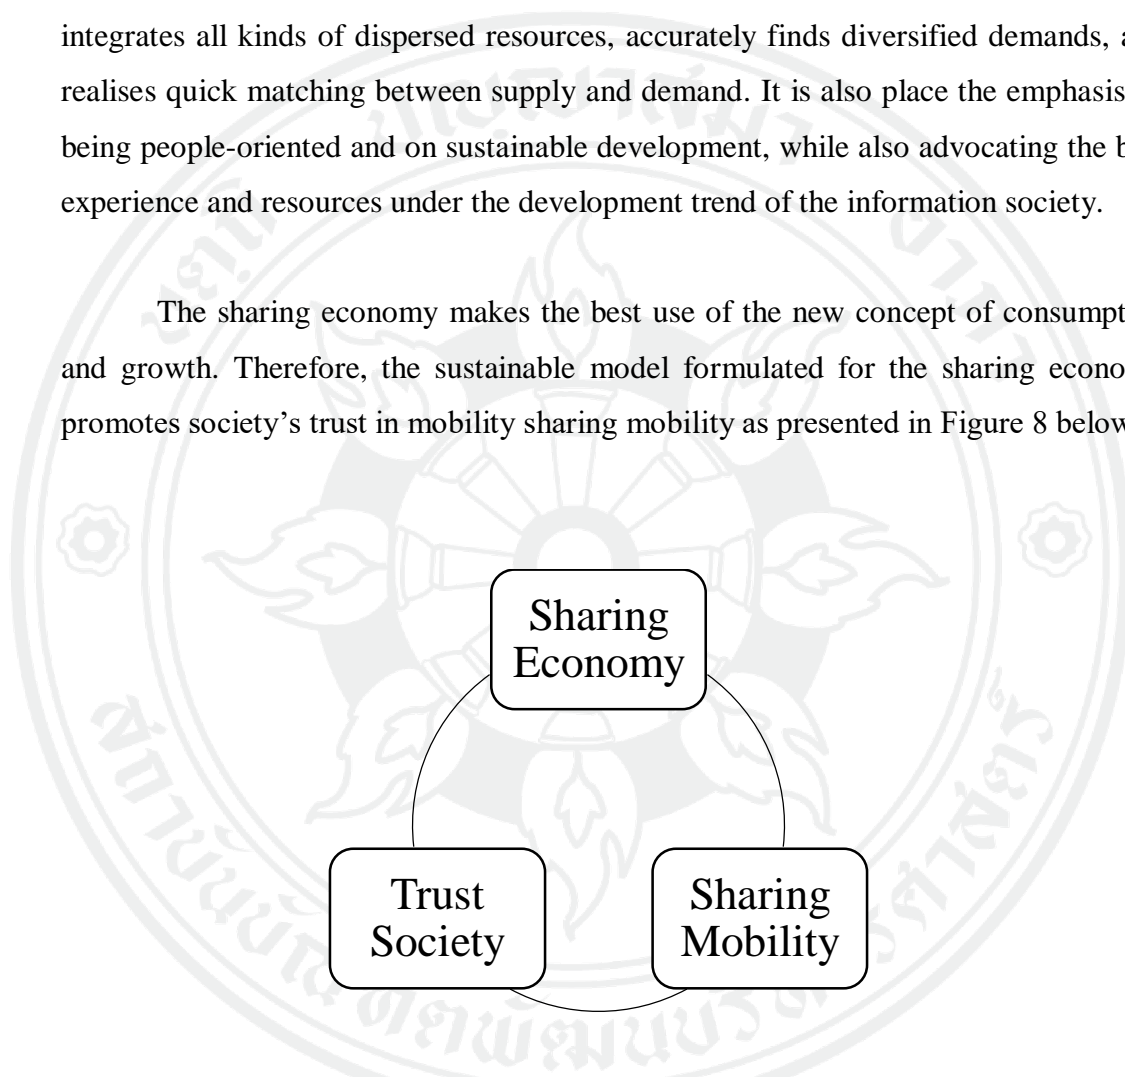 integrates all kinds of dispersed resources, accurately finds diversified demands,
realises quick matching between supply and demand. It is also place the emphasis
being people-oriented and on sustainable development, while also advocating the
experience and resources under the development trend of the information society.
The sharing economy makes the best use of the new concept of
and growth. Therefore, the sustainable model formulated for the sharing
promotes society’s trust in mobility sharing mobility as presented in Figure 8 below
Sharing
Economy
Trust
Society
Sharing
Mobility